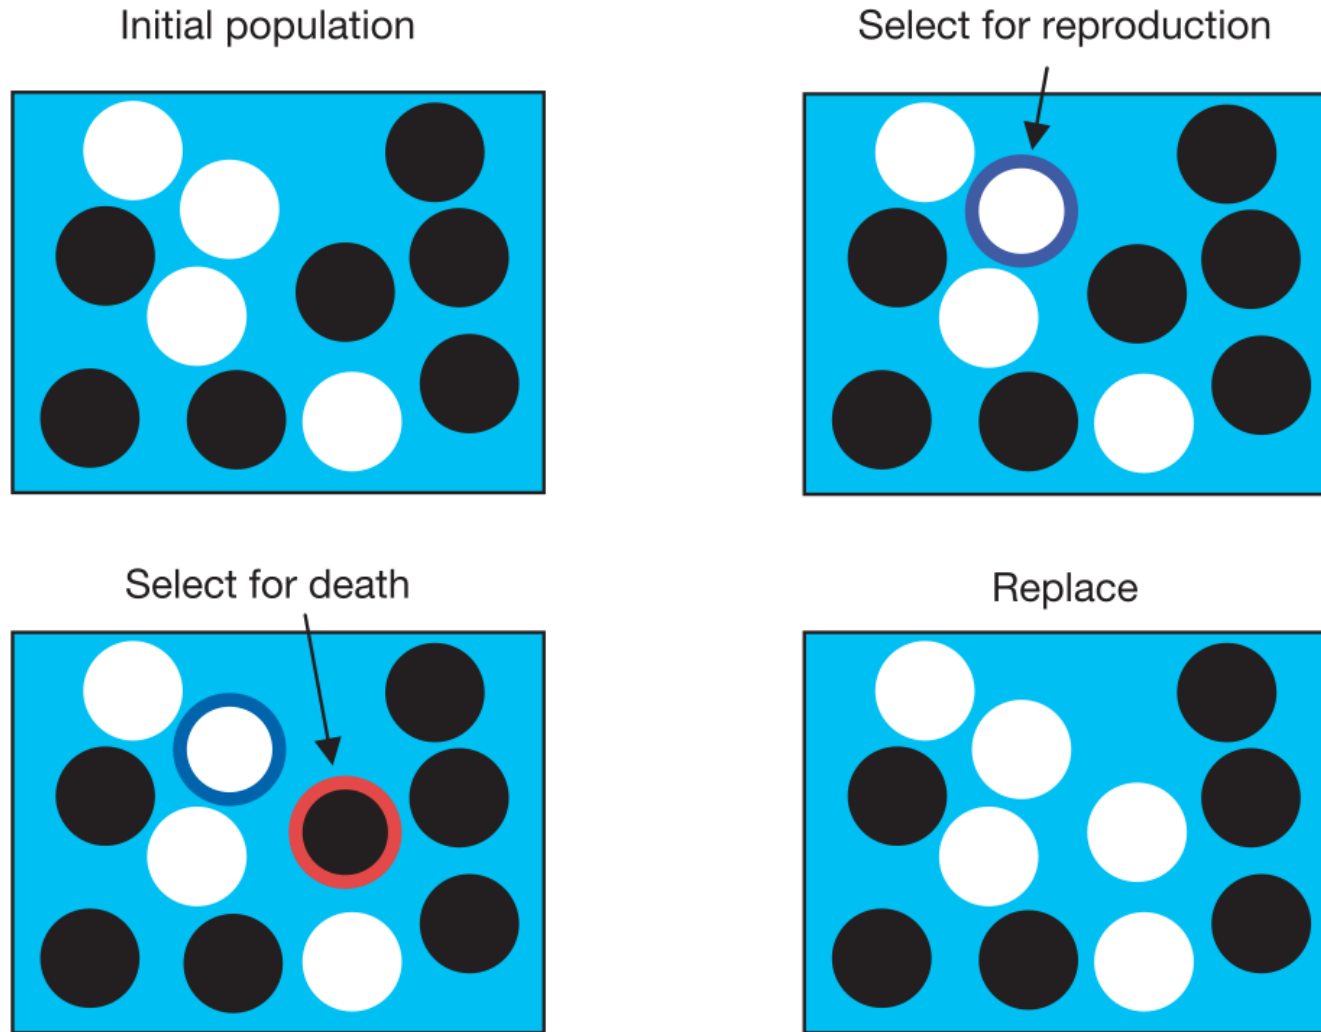 Initial population
Select for reproduction
Select for death
Replace